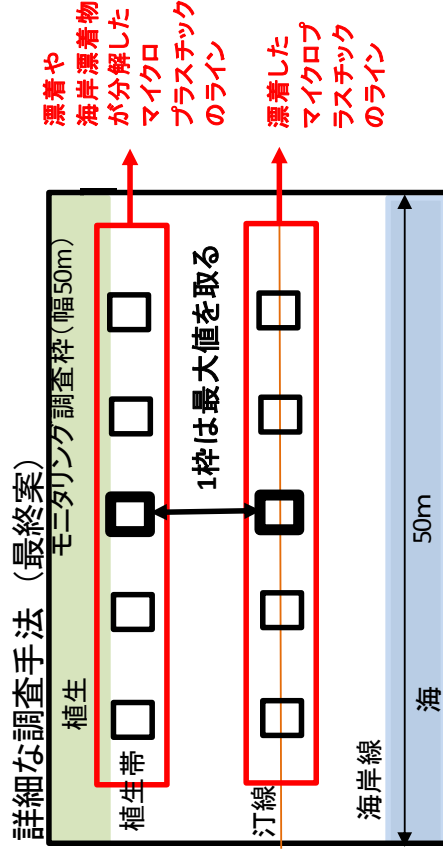 詳細な調査手法（最終案）
モニタリング調査枠（幅50m）
植生
植生帯
1枠は最大値を取る
汀線
海岸線
50m
海
漂着や
海岸漂着物
が分解した
マイクロ
プラスチック
のライン
漂着した
マイクロプ
ラスチック
のライン